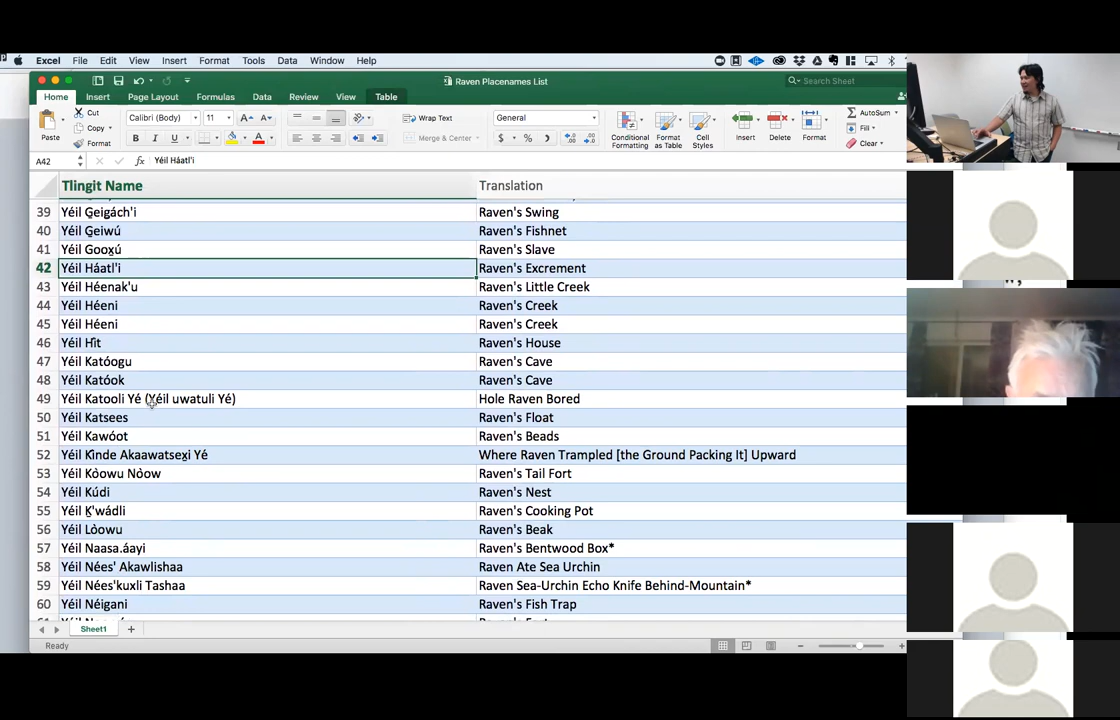 Excel File Edit View Insert Format Tools Data Window Help
Raven Placenames List
Search Sheet
Home Insert Page Layout Formulas Data Review View Table
Paste
Cut
Copy
Format
Calibri (Body) 11
Wrap Text
Merge & Center
General
Conditional Formatting
Format as Table
Cell Styles
Insert
Delete
Format
AutoSum
Fill
Clear
A42 fx Yéil Háatl'i
Tlingit Name Translation
39 Yéil G̱eigách'i Raven's Swing
40 Yéil G̱eiwú Raven's Fishnet
41 Yéil Goox̱ú Raven's Slave
42 Yéil Háatl'i Raven's Excrement
43 Yéil Héenak'u Raven's Little Creek
44 Yéil Héeni Raven's Creek
45 Yéil Héeni Raven's Creek
46 Yéil Hít Raven's House
47 Yéil Katóogu Raven's Cave
48 Yéil Katóok Raven's Cave
49 Yéil Katooli Yé (Yéil uwatuli Yé) Hole Raven Bored
50 Yéil Katsees Raven's Float
51 Yéil Kawóot Raven's Beads
52 Yéil Kínde Akaawatsex̱i Yé Where Raven Trampled [the Ground Packing It] Upward
53 Yéil Kòowu Nòow Raven's Tail Fort
54 Yéil Kúdi Raven's Nest
55 Yéil Ḵ'wádli Raven's Cooking Pot
56 Yéil Lòowu Raven's Beak
57 Yéil Naasa.áayi Raven's Bentwood Box*
58 Yéil Nées' Akawlishaa Raven Ate Sea Urchin
59 Yéil Nées'kuxli Tashaa Raven Sea-Urchin Echo Knife Behind-Mountain*
60 Yéil Néigani Raven's Fish Trap
Sheet1
Ready